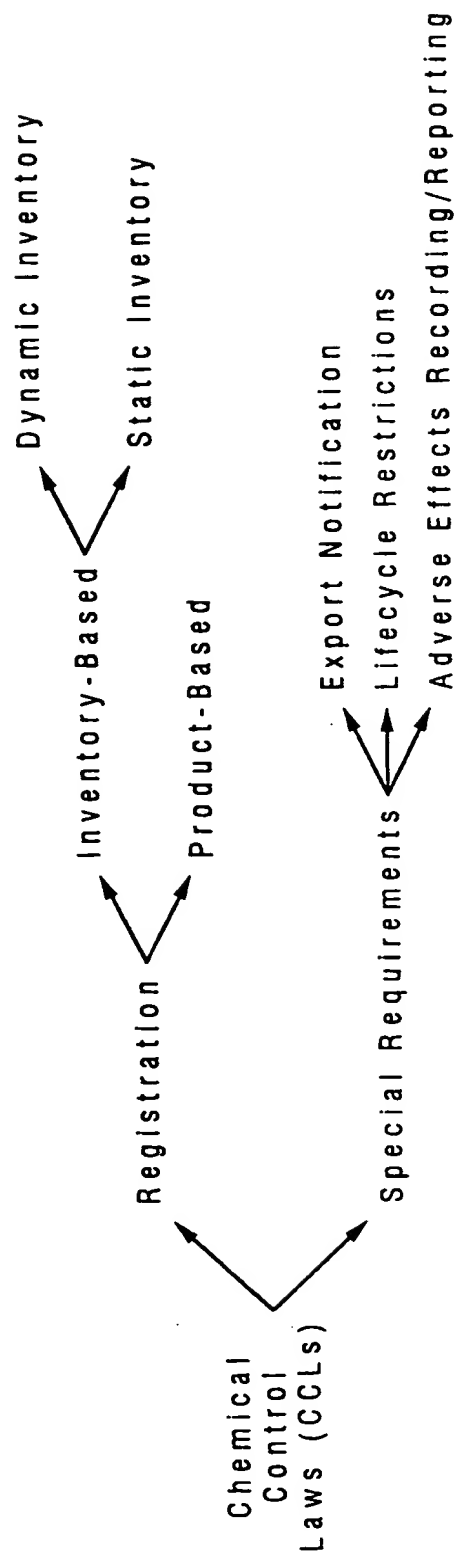 Chemical
Control
Laws (CCLs)
Registration
Inventory-Based
Dynamic Inventory
Static Inventory
Product-Based
Special Requirements
Export Notification
Lifecycle Restrictions
Adverse Effects Recording/Reporting